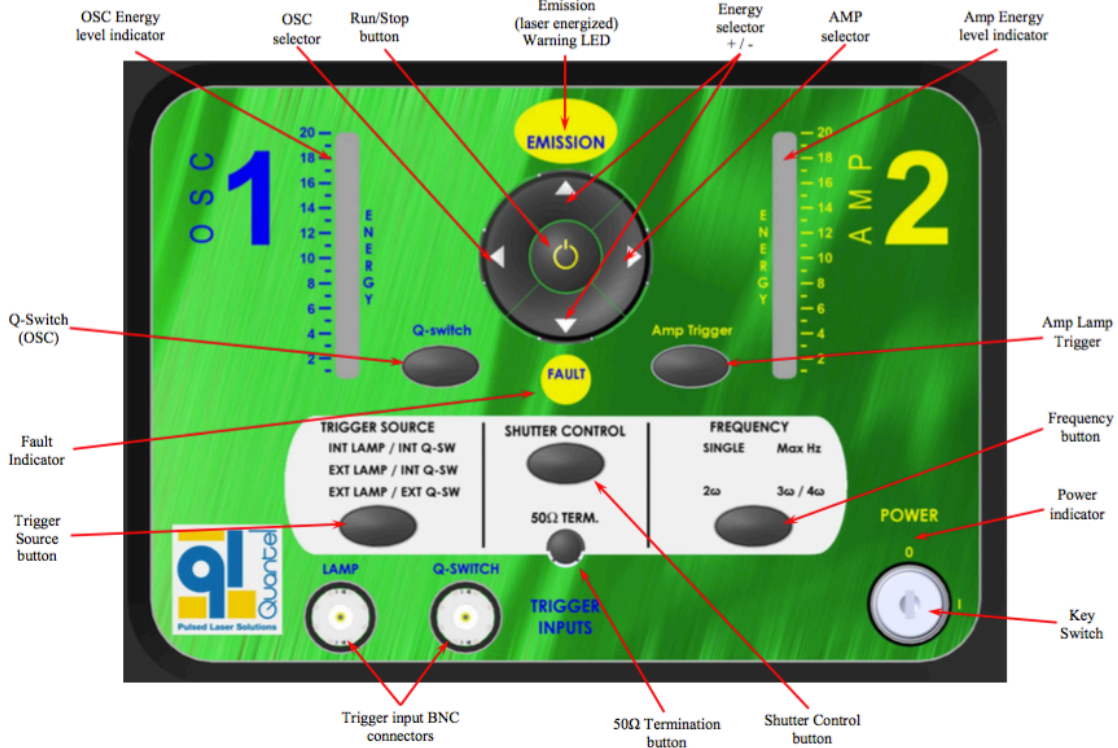 OSC Energy
level indicator
OSC
selector
Run/Stop
button
Emission
(laser energized)
Warning LED
Energy
selector
+ / -
AMP
selector
Amp Energy
level indicator
OSC
1
20
18
16
14
12
10
8
6
4
2
ENERGY
EMISSION
20
18
16
14
12
10
8
6
4
2
ENERGY
AMP
2
Q-Switch
(OSC)
Q-switch
Amp Trigger
Amp Lamp
Trigger
FAULT
Fault
Indicator
TRIGGER SOURCE
INT LAMP / INT Q-SW
EXT LAMP / INT Q-SW
EXT LAMP / EXT Q-SW
SHUTTER CONTROL
50Ω TERM.
FREQUENCY
SINGLE Max Hz
2ω 3ω / 4ω
Frequency
button
Trigger
Source
button
POWER
0
I
Power
indicator
Key
Switch
ql
Quantel
Pulsed Laser Solutions
LAMP
Q-SWITCH
TRIGGER
INPUTS
Trigger input BNC
connectors
50Ω Termination
button
Shutter Control
button